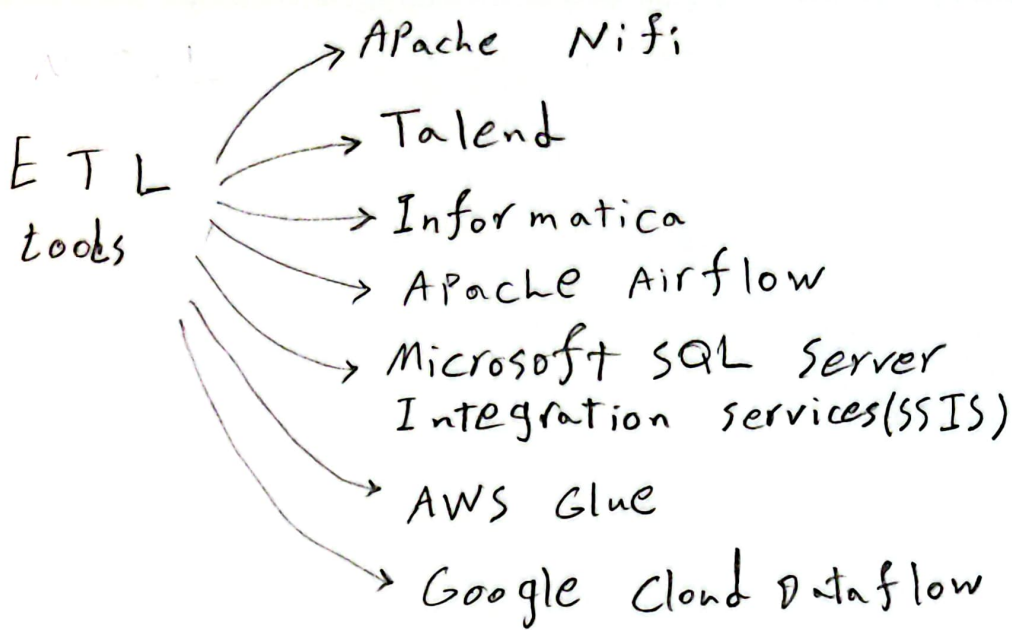 APache Nifi
Talend
ETL
tools
Informatica
APache Airflow
Microsoft SQL Server
Integration services(SSIS)
AWS Glue
Google Cloud Dataflow